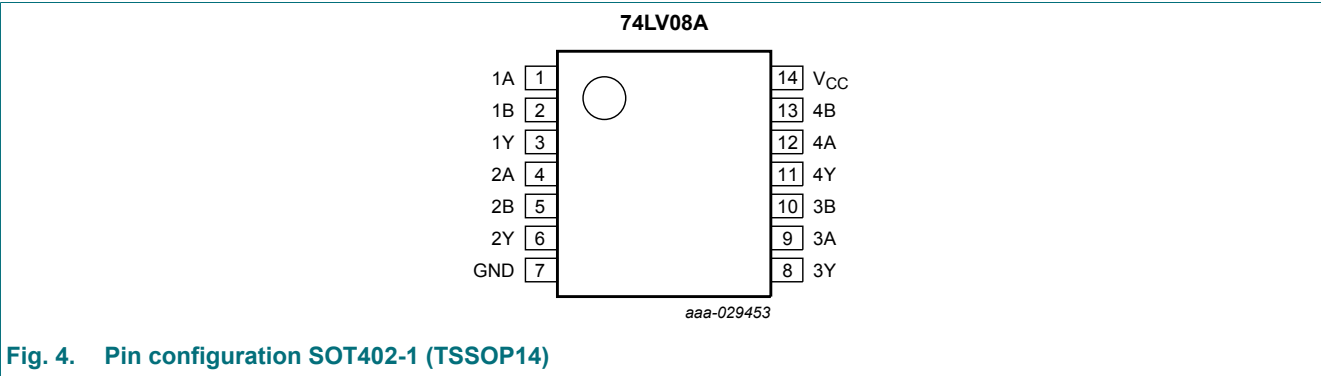 74LV08A
1A 1 14 VCC
1B 2 13 4B
1Y 3 12 4A
2A 4 11 4Y
2B 5 10 3B
2Y 6 9 3A
GND 7 8 3Y
aaa-029453
Fig. 4. Pin configuration SOT402-1 (TSSOP14)